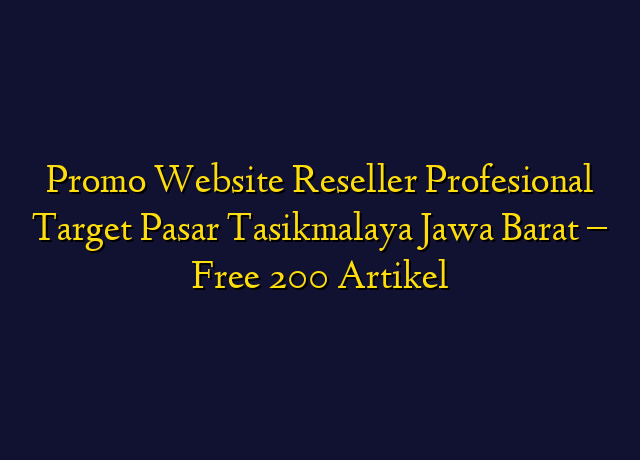 Promo Website Reseller Profesional
Target Pasar Tasikmalaya Jawa Barat –
Free 200 Artikel